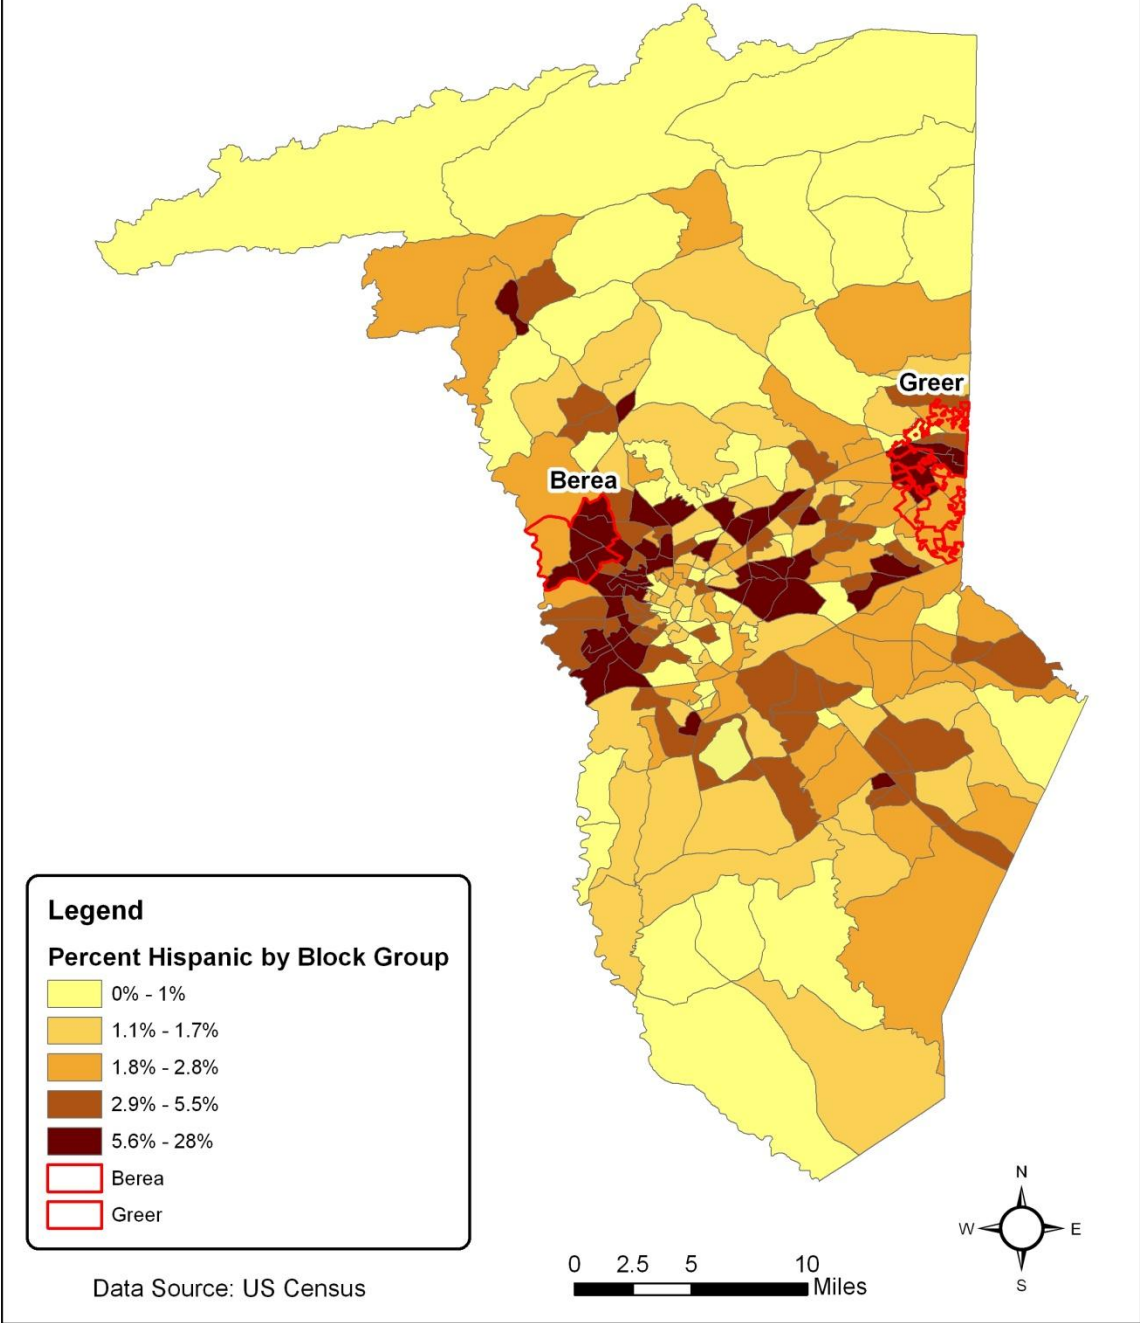 Greer
Berea
Legend
Percent Hispanic by Block Group
0% - 1%
1.1% - 1.7%
1.8% - 2.8%
2.9% - 5.5%
5.6% - 28%
Berea
Greer
Data Source: US Census
0 2.5 5 10
Miles
N
W E
S